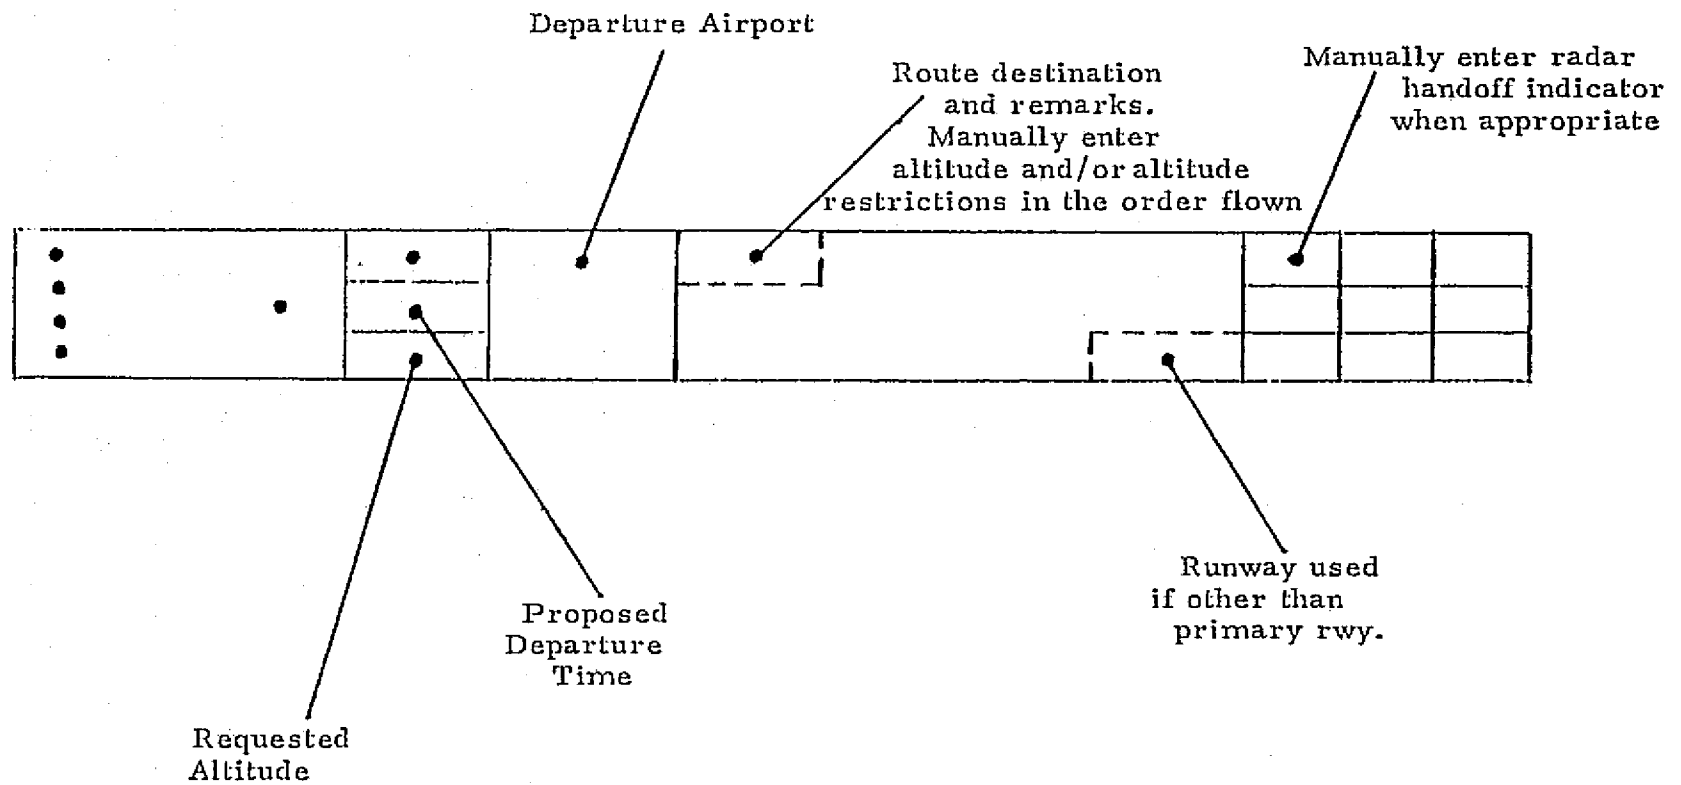 Departure Airport
Route destination
and remarks.
Manually enter
altitude and/or altitude
restrictions in the order flown
Manually enter radar
handoff indicator
when appropriate
Proposed
Departure
Time
Requested
Altitude
Runway used
if other than
primary rwy.